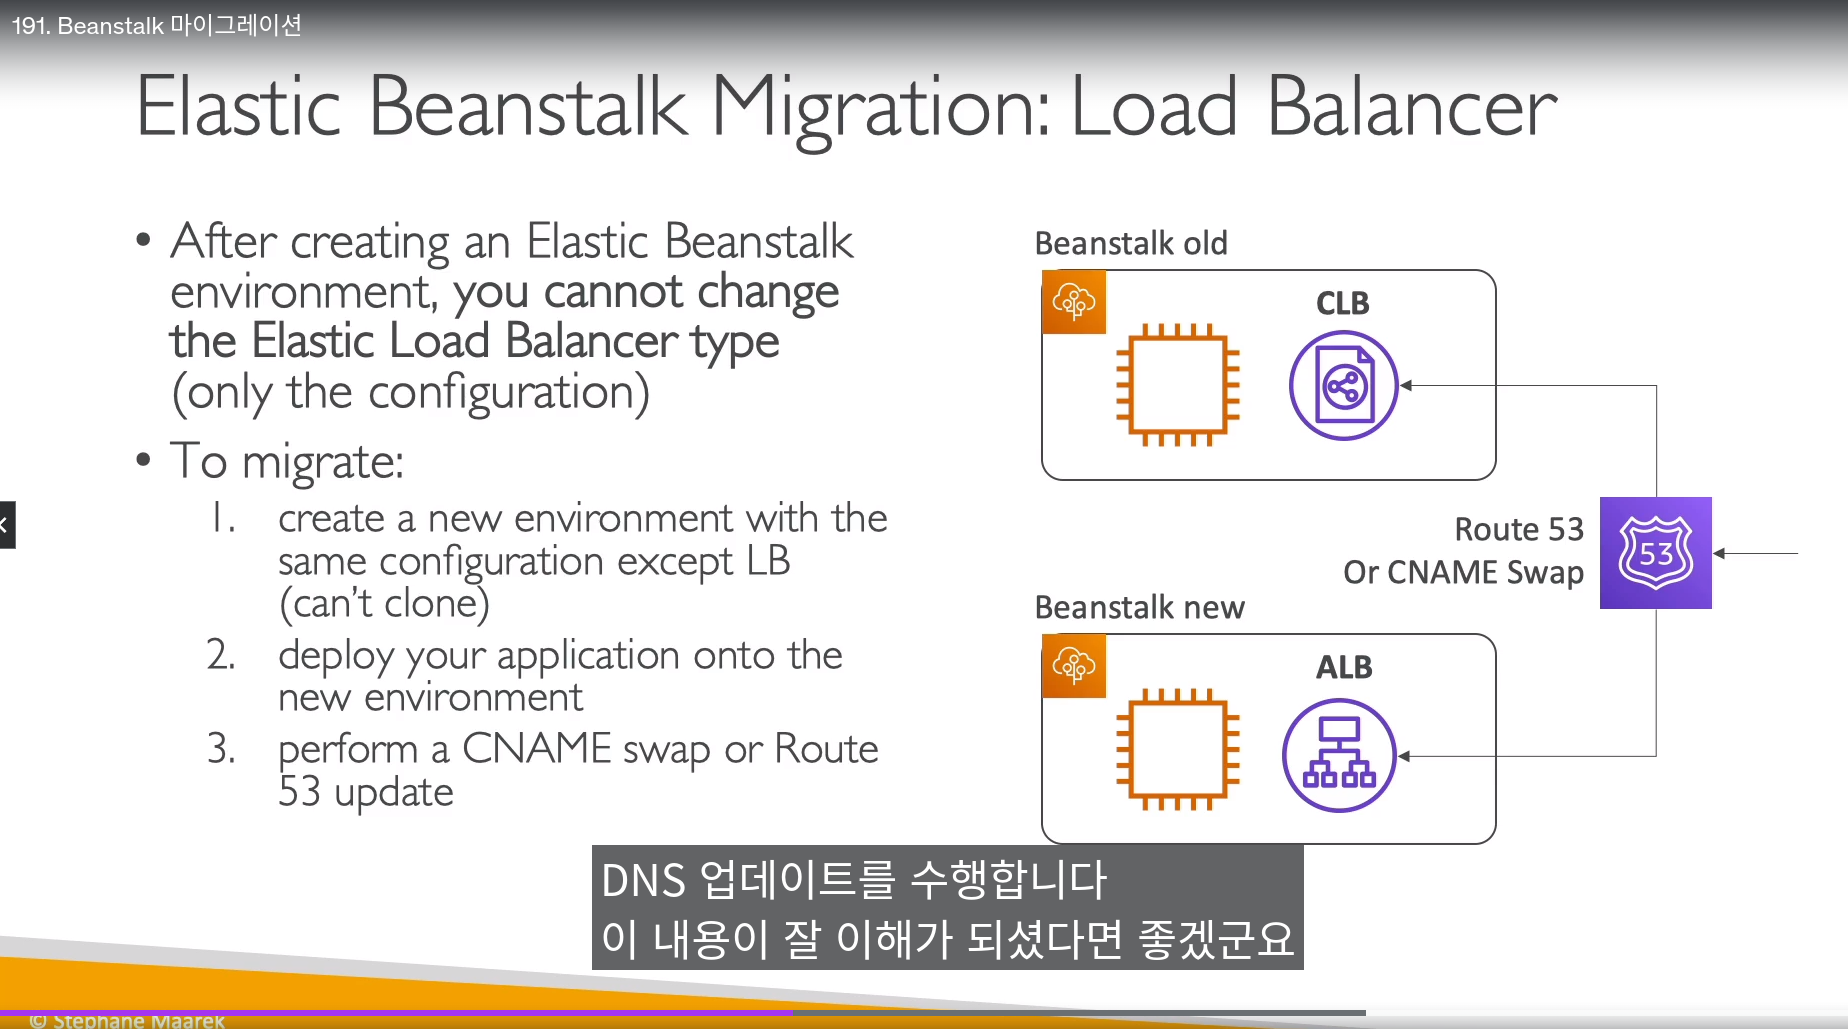 191. Beanstalk 마이그레이션
Elastic Beanstalk Migration: Load Balancer
• After creating an Elastic Beanstalk
environment, you cannot change
the Elastic Load Balancer type
(only the configuration)
• To migrate:
1. create a new environment with the
same configuration except LB
(can't clone)
2. deploy your application onto the
new environment
3. perform a CNAME swap or Route
53 update
Beanstalk old
CLB
Route 53
Or CNAME Swap
53
Beanstalk new
ALB
DNS 업데이트를 수행합니다
이 내용이 잘 이해가 되셨다면 좋겠군요
© Stephane Maarek